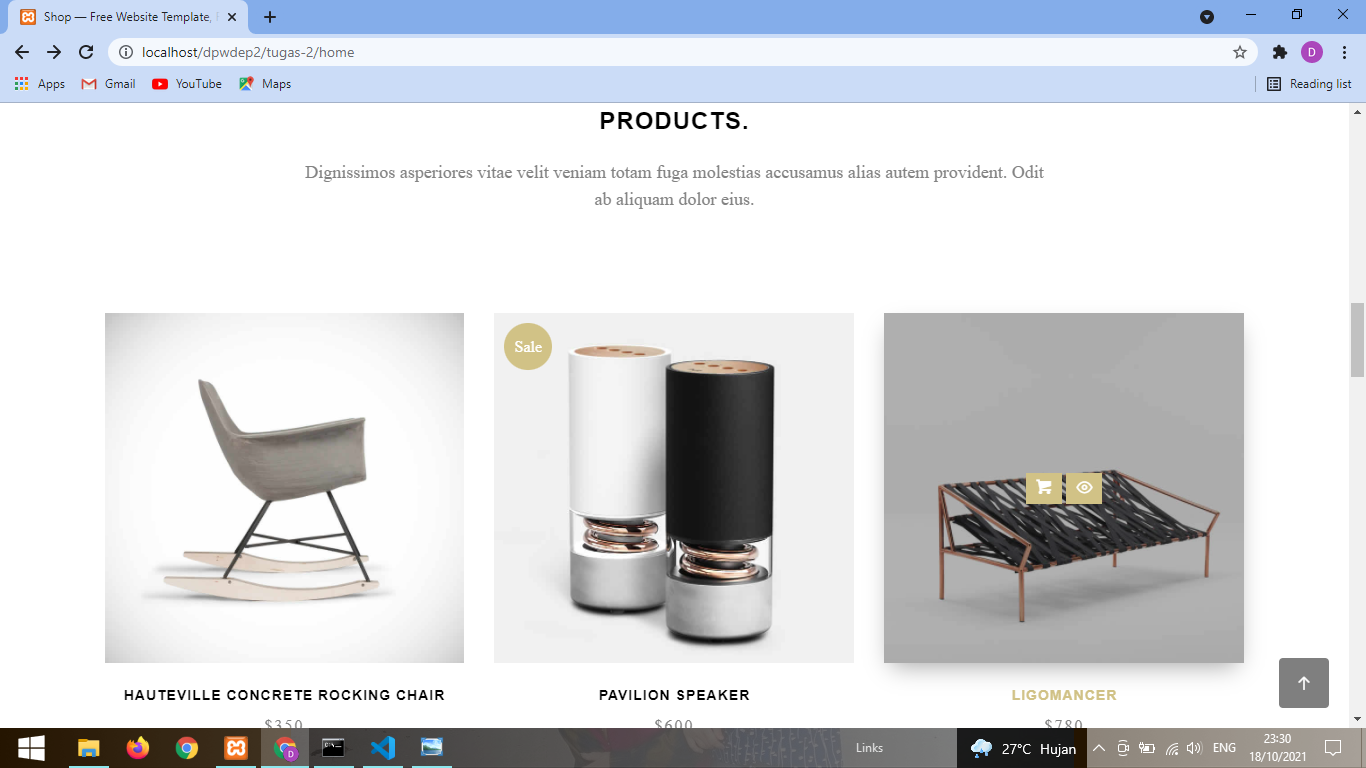 Shop — Free Website Template,
localhost/dpwdep2/tugas-2/home
D
Apps
Gmail
YouTube
Maps
Reading list
PRODUCTS.
Dignissimos asperiores vitae velit veniam totam fuga molestias accusamus alias autem provident. Odit
ab aliquam dolor eius.
Sale
HAUTEVILLE CONCRETE ROCKING CHAIR
PAVILION SPEAKER
LIGOMANCER
$350
$600
$780
Links
27°C Hujan
ENG
23:30
18/10/2021